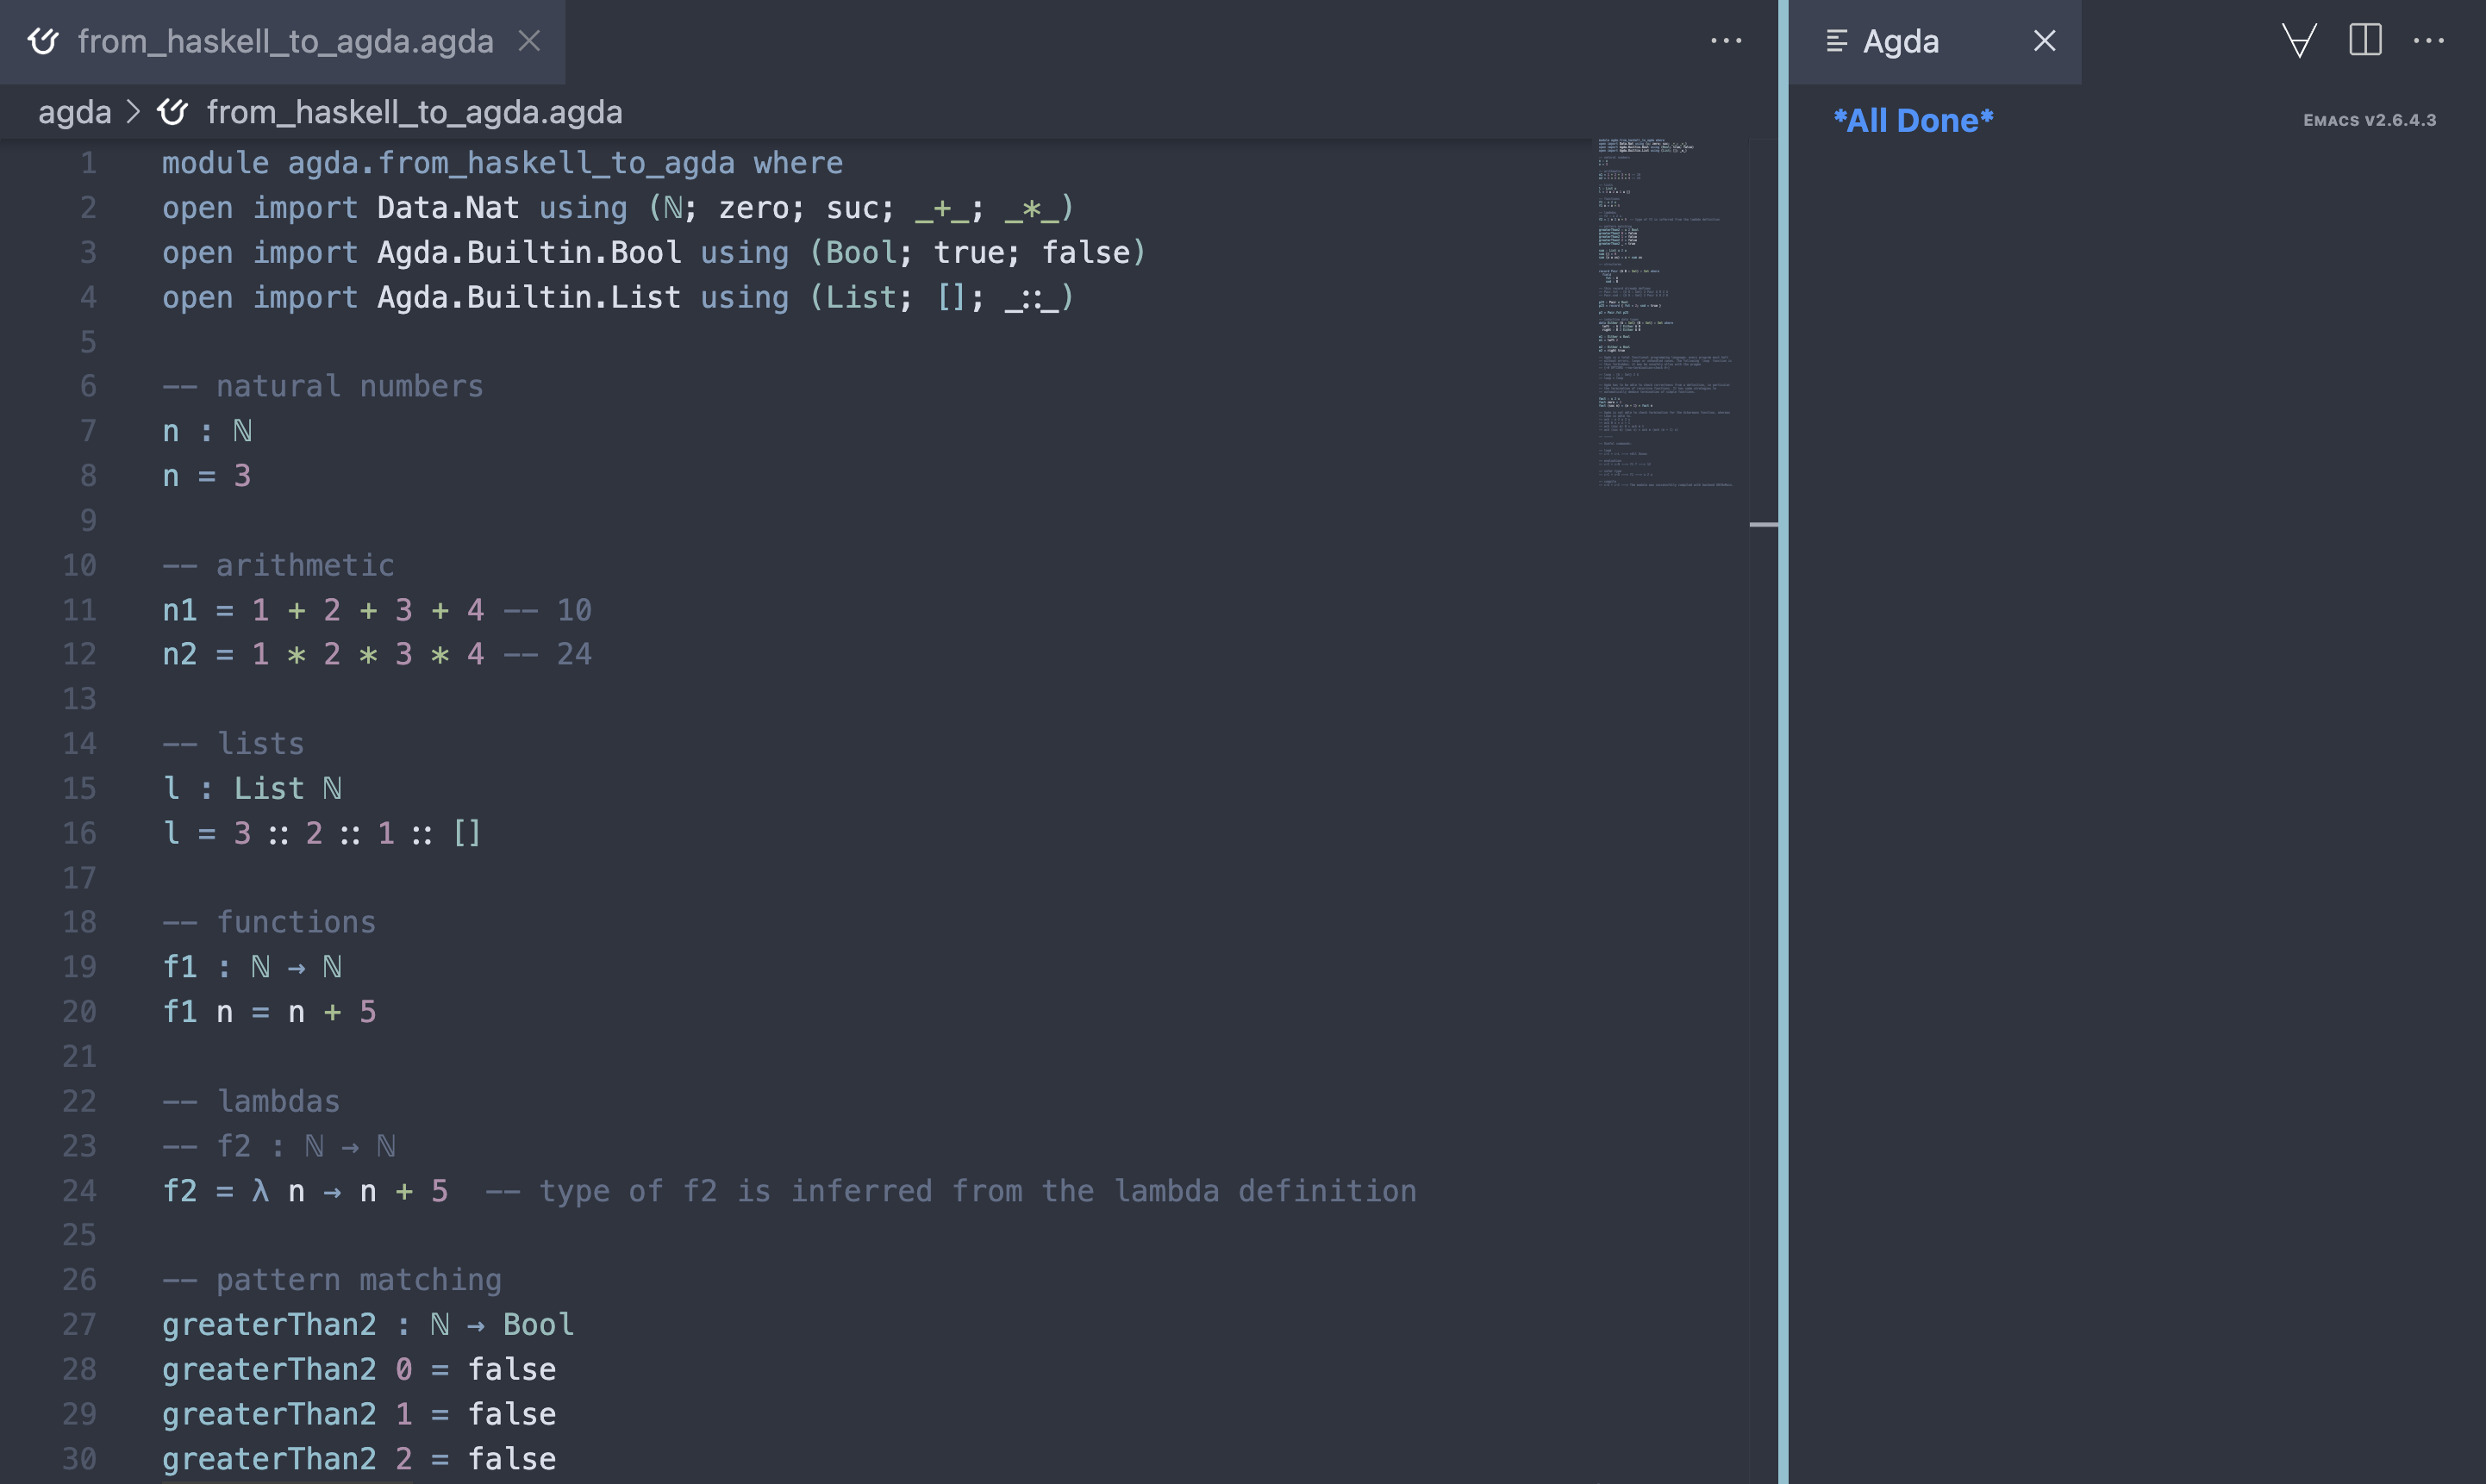 from_haskell_to_agda.agda
agda > from_haskell_to_agda.agda
1 module agda.from_haskell_to_agda where
2 open import Data.Nat using (ℕ; zero; suc; _+_; _*_)
3 open import Agda.Builtin.Bool using (Bool; true; false)
4 open import Agda.Builtin.List using (List; []; _∷_)
5
6 -- natural numbers
7 n : ℕ
8 n = 3
9
10 -- arithmetic
11 n1 = 1 + 2 + 3 + 4 -- 10
12 n2 = 1 * 2 * 3 * 4 -- 24
13
14 -- lists
15 l : List ℕ
16 l = 3 ∷ 2 ∷ 1 ∷ []
17
18 -- functions
19 f1 : ℕ → ℕ
20 f1 n = n + 5
21
22 -- lambdas
23 -- f2 : ℕ → ℕ
24 f2 = λ n → n + 5  -- type of f2 is inferred from the lambda definition
25
26 -- pattern matching
27 greaterThan2 : ℕ → Bool
28 greaterThan2 0 = false
29 greaterThan2 1 = false
30 greaterThan2 2 = false
Agda
*All Done*
EMACS V2.6.4.3